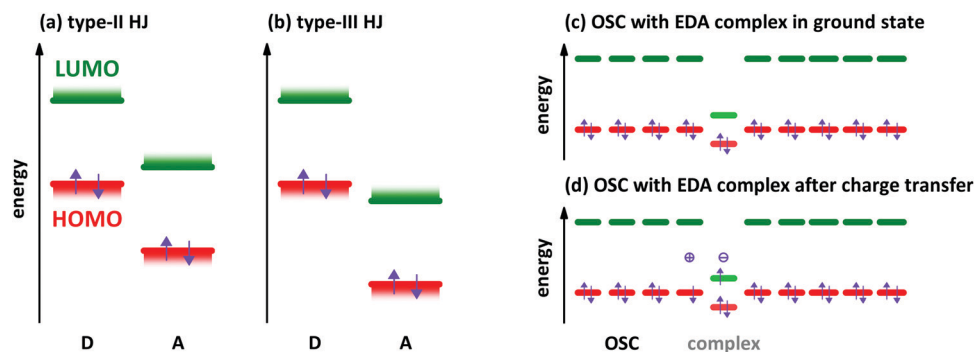 (a) type-II HJ
(b) type-III HJ
LUMO
HOMO
energy
D
A
D
A
(c) OSC with EDA complex in ground state
energy
(d) OSC with EDA complex after charge transfer
energy
⊕ ⊖
OSC
complex